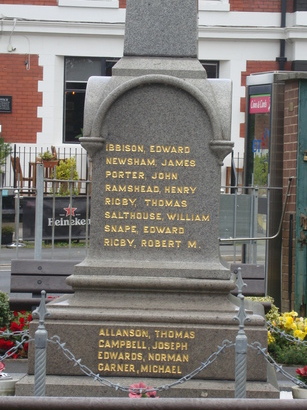 IBBISON, EDWARD
NEWSHAM, JAMES
PORTER, JOHN
RAMSHEAD, HENRY
RIGBY, THOMAS
SALTHOUSE, WILLIAM
SNAPE, EDWARD
RIGBY, ROBERT M.
Heineken
ALLANSON, THOMAS
CAMPBELL, JOSEPH
EDWARDS, NORMAN
GARNER, MICHAEL